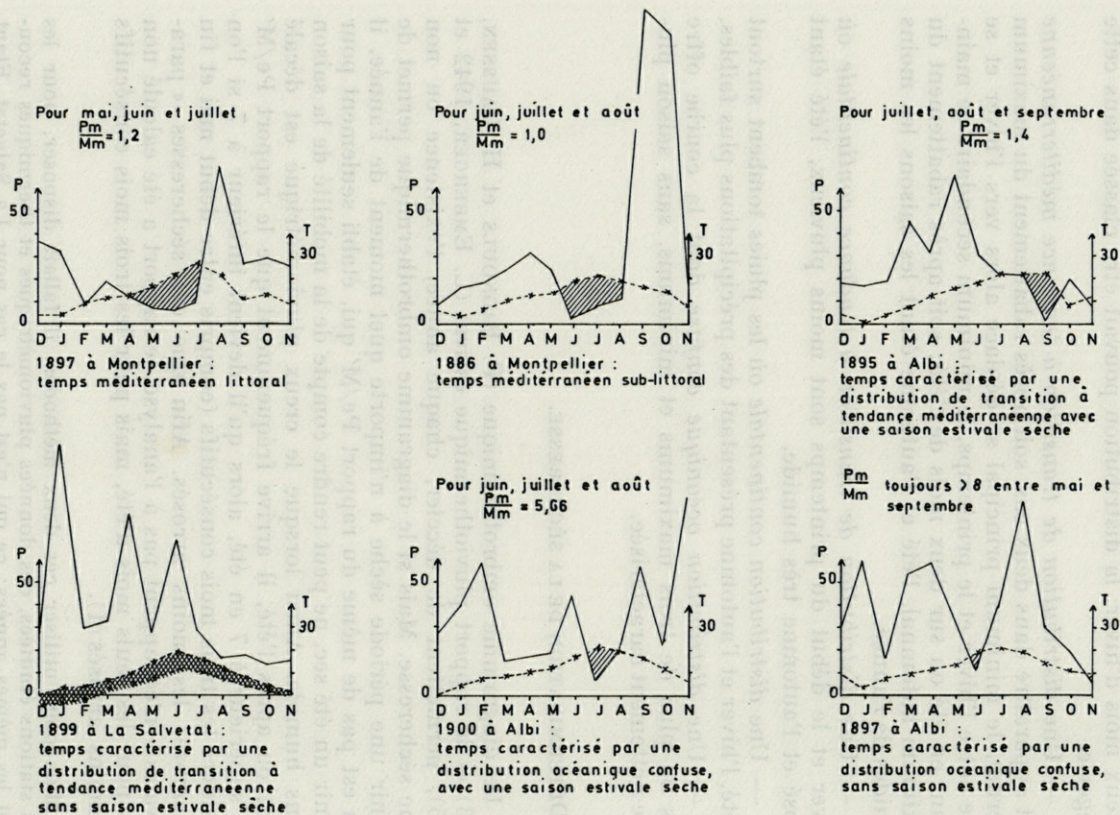 Pour mai, juin et juillet
Pm
Mm = 1,2
P
50
0
T
30
D J F M A M J J A S O N
1897 à Montpellier :
temps méditerranéen littoral
Pour juin, juillet et août
Pm
Mm = 1,0
P
50
0
T
30
D J F M A M J J A S O N
1886 à Montpellier :
temps méditérranéen sub-littoral
Pour juillet, août et septembre
Pm
Mm = 1,4
P
50
0
T
30
D J F M A M J J A S O N
1895 à Albi :
temps caractérisé par une
distribution de transition à
tendance méditerranéenne avec
une saison estivale sèche
P
50
0
T
30
D J F M A M J J A S O N
1899 à La Salvetat :
temps caractérisé par une
distribution de transition à
tendance méditerranéenne
sans saison estivale sèche
Pour juin, juillet et août
Pm
Mm = 5,66
P
50
0
T
30
D J F M A M J J A S O N
1900 à Albi :
temps caractérisé par une
distribution océanique confuse,
avec une saison estivale sèche
Pm
Mm toujours > 8 entre mai et
septembre
P
50
0
T
30
D J F M A M J J A S O N
1897 à Albi :
temps caractérisé par une
distribution océanique confuse,
sans saison estivale sèche